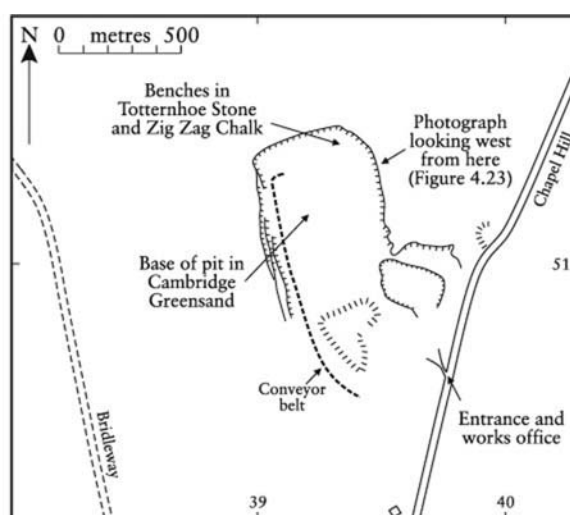 N
0 metres 500
Benches in
Totternhoe Stone
and Zig Zag Chalk
Photograph
looking west
from here
(Figure 4.23)
Chapel Hill
Base of pit in
Cambridge
Greensand
51
Conveyor
belt
Entrance and
works office
Bridleway
39
40